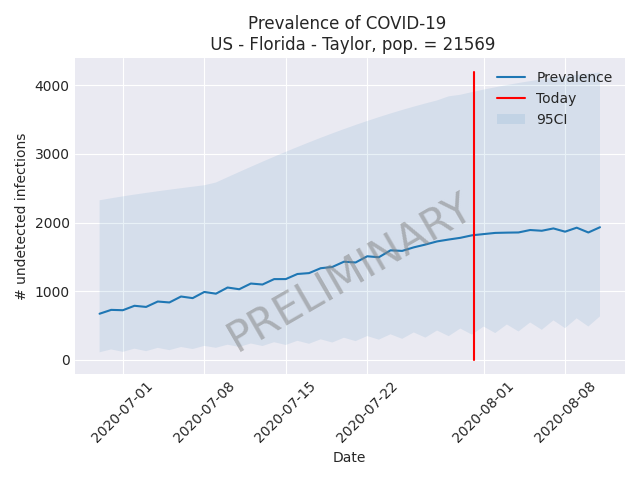 Prevalence of COVID-19
US - Florida - Taylor, pop. = 21569
Prevalence
Today
95CI
4000
3000
2000
1000
0
# undetected infections
PRELIMINARY
2020-07-01
2020-07-08
2020-07-15
2020-07-22
2020-08-01
2020-08-08
Date